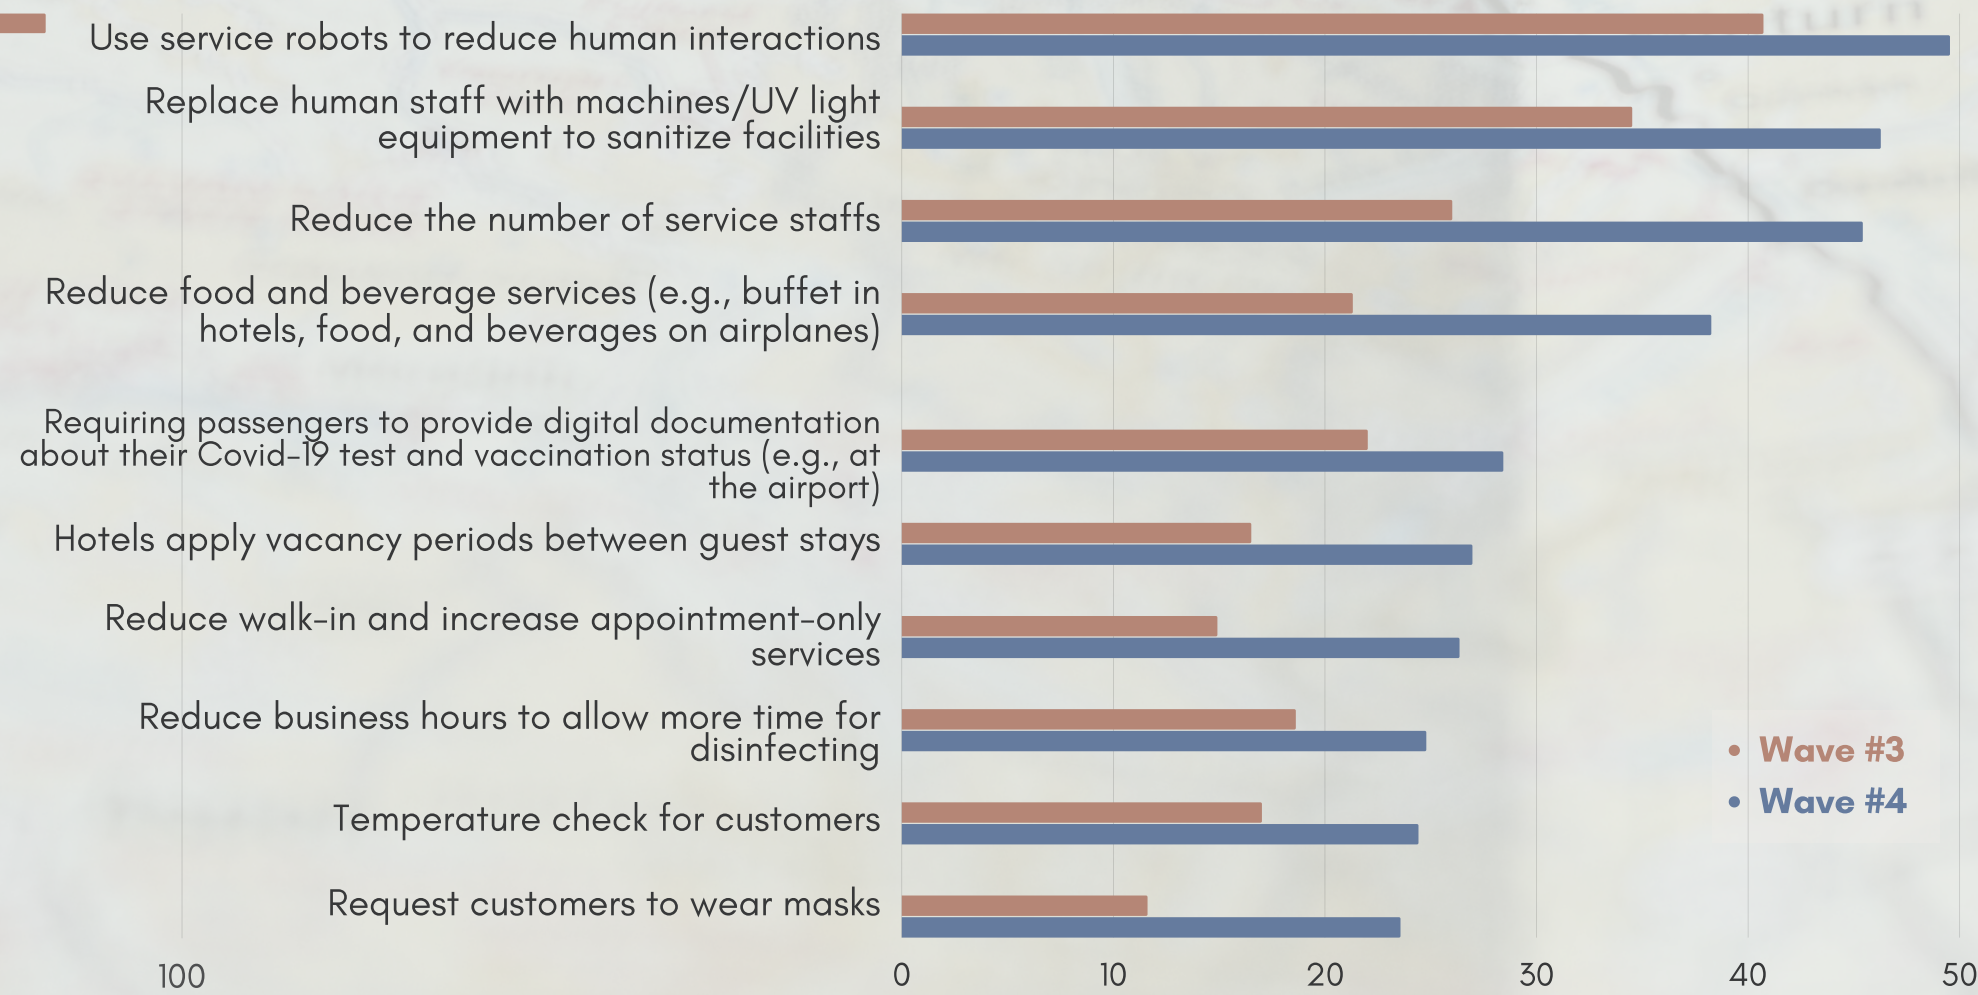 Use service robots to reduce human interactions
Replace human staff with machines/UV light
equipment to sanitize facilities
Reduce the number of service staffs
Reduce food and beverage services (e.g., buffet in
hotels, food, and beverages on airplanes)
Requiring passengers to provide digital documentation
about their Covid-19 test and vaccination status (e.g., at
the airport)
Hotels apply vacancy periods between guest stays
Reduce walk-in and increase appointment-only
services
Reduce business hours to allow more time for
disinfecting
Temperature check for customers
Request customers to wear masks
• Wave #3
• Wave #4
100
0 10 20 30 40 50